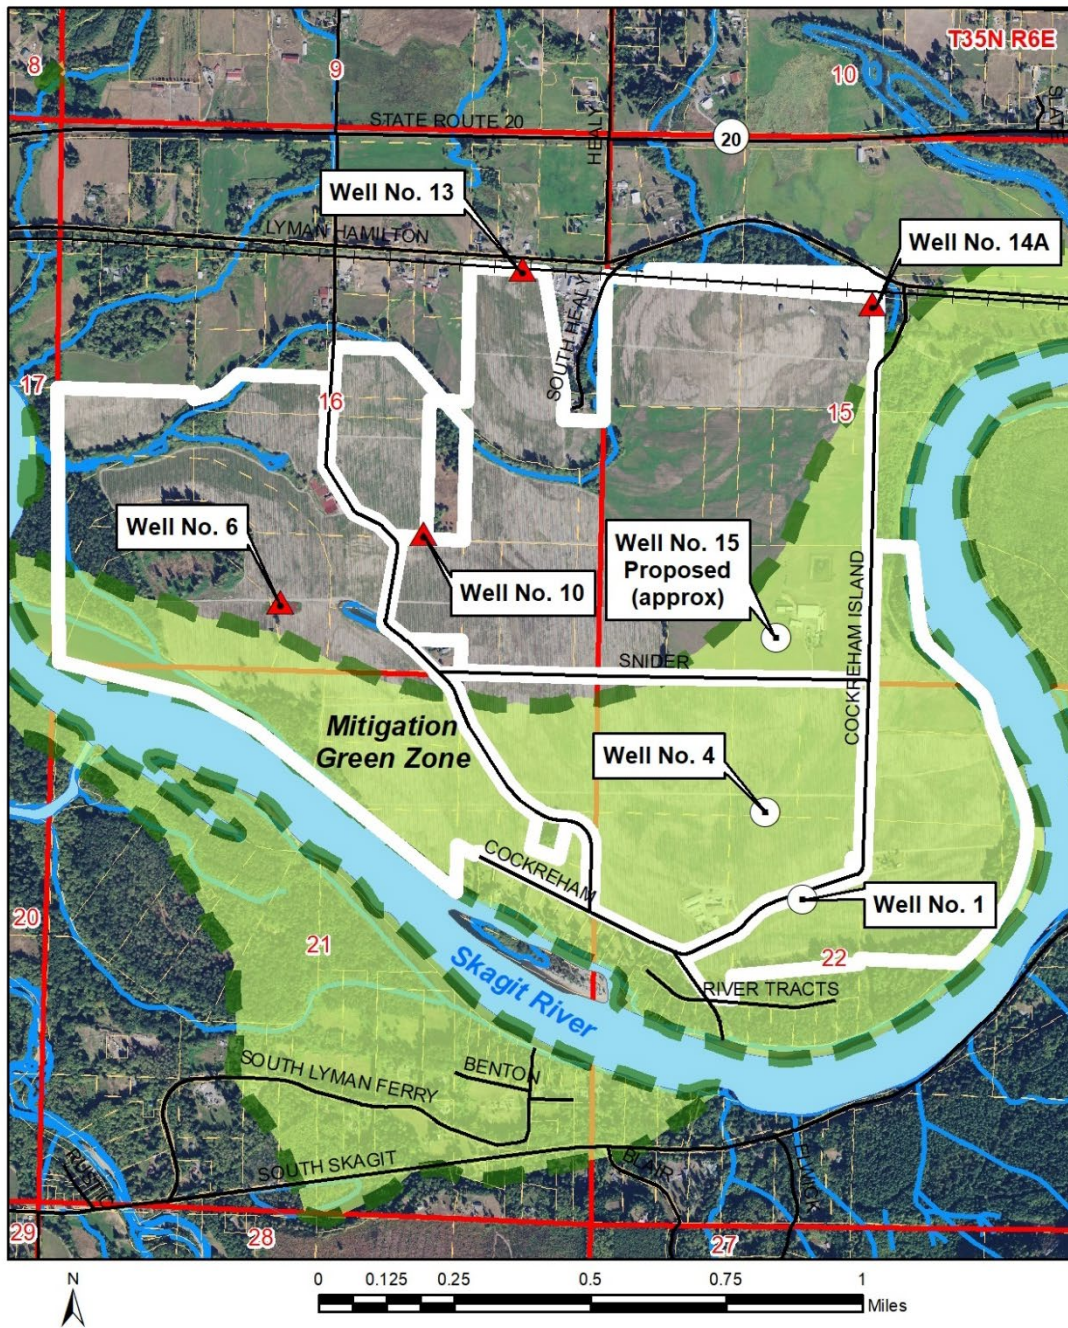 T35N R6E
8
9
10
SLAT
STATE ROUTE 20
20
HEALY
Well No. 13
LYMAN HAMILTON
Well No. 14A
SOUTH HEALY
17
16
15
Well No. 6
Well No. 15
Proposed
(approx)
Well No. 10
COCKREHAM ISLAND
SNIDER
Mitigation
Green Zone
Well No. 4
COCKREHAM
Well No. 1
20
21
22
Skagit River
RIVER TRACTS
BENTON
SOUTH LYMAN FERRY
SOUTH SKAGIT
BLAIR
29
28
27
N
0 0.125 0.25 0.5 0.75 1
Miles